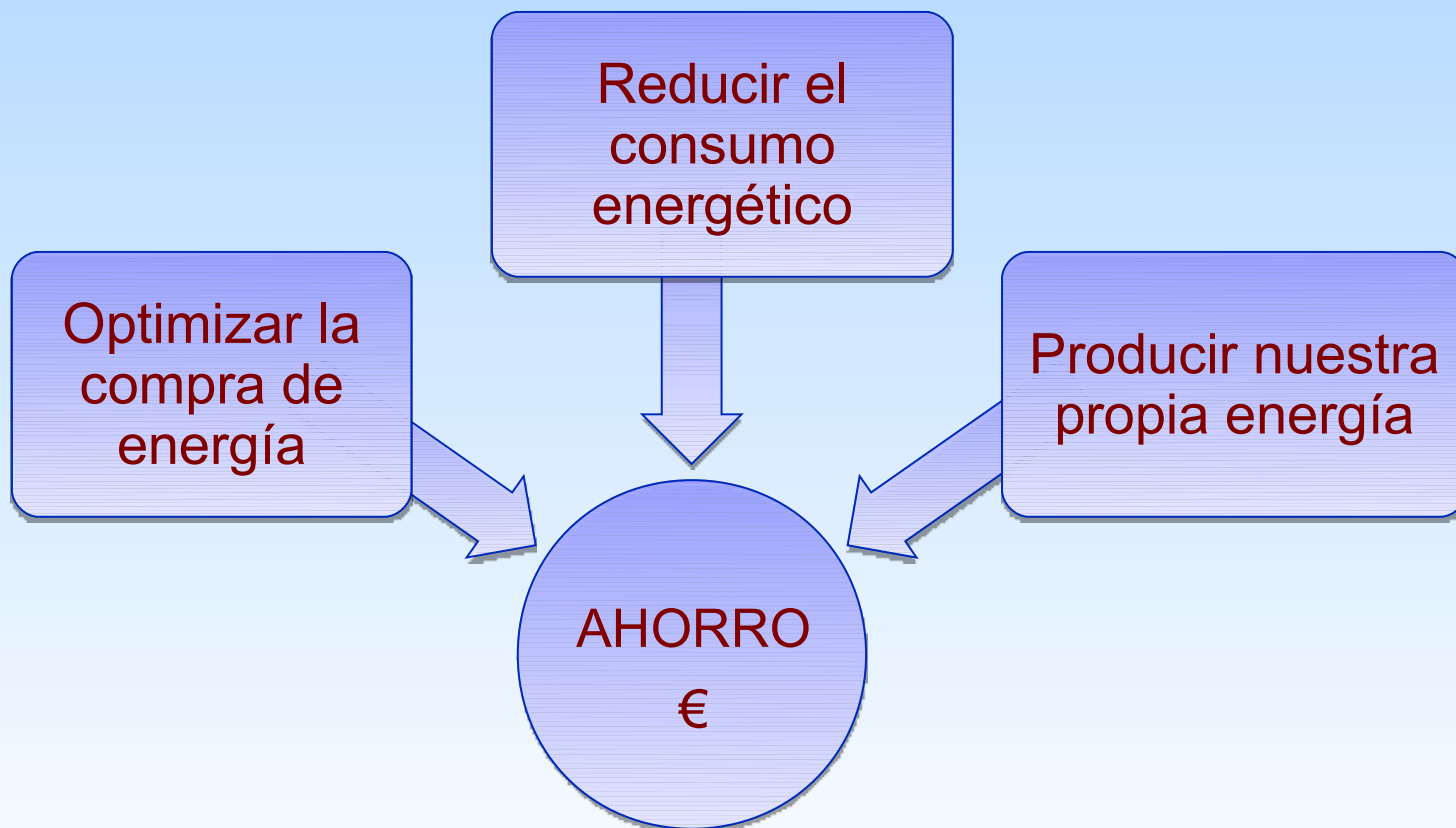 Reducir el
consumo
energético
Optimizar la
compra de
energía
Producir nuestra
propia energía
AHORRO
€